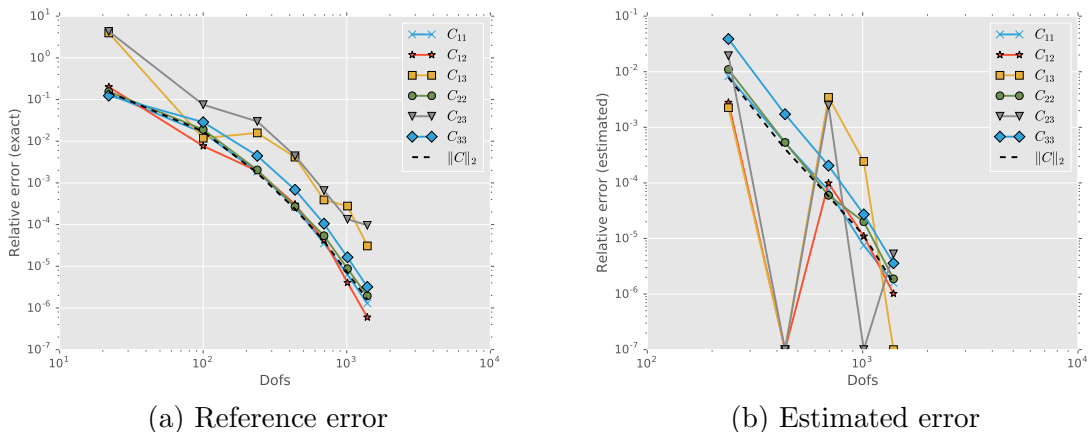 10^1
10^0
10^-1
10^-2
10^-3
10^-4
10^-5
10^-6
10^-7
Relative error (exact)
10^1
10^2
10^3
10^4
Dofs
C_11
C_12
C_13
C_22
C_23
C_33
‖C‖_2
(a) Reference error
10^-1
10^-2
10^-3
10^-4
10^-5
10^-6
10^-7
Relative error (estimated)
10^2
10^3
10^4
Dofs
C_11
C_12
C_13
C_22
C_23
C_33
‖C‖_2
(b) Estimated error